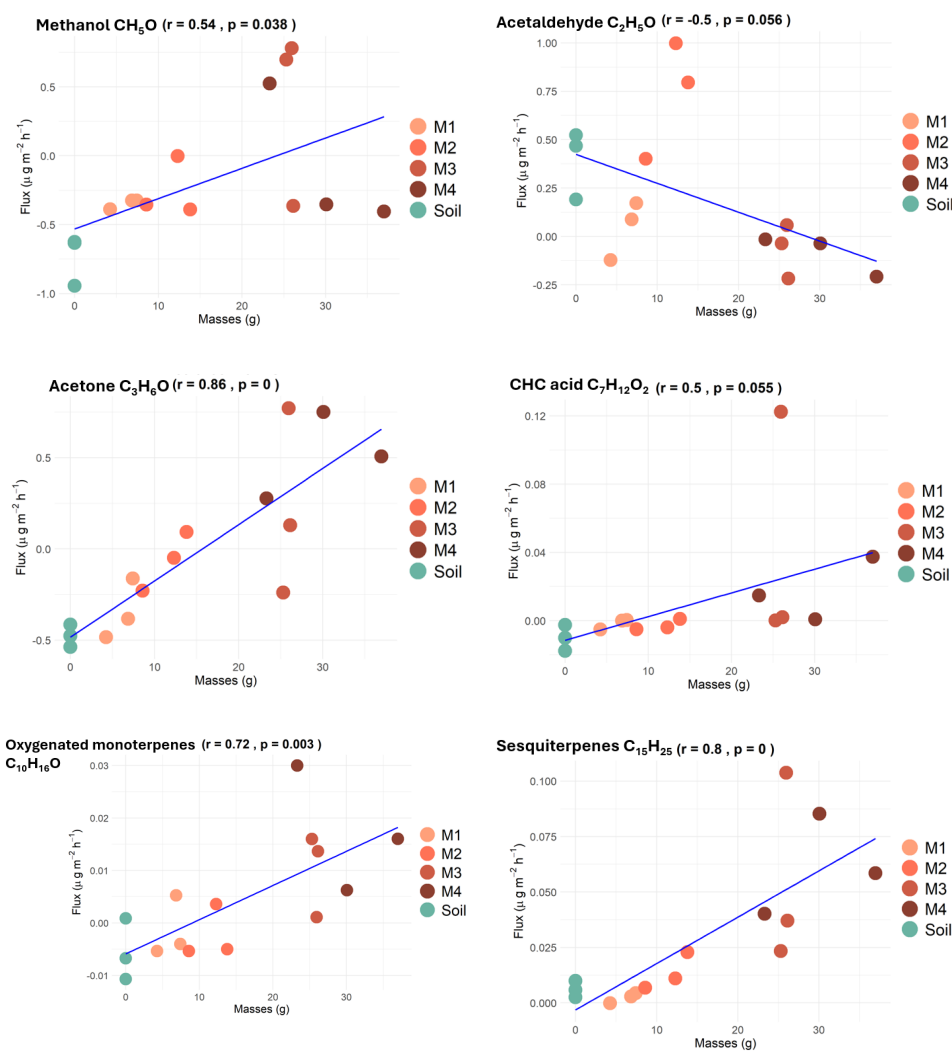 Methanol CH₅O (r = 0.54 , p = 0.038 )
0.5
0.0
-0.5
-1.0
Flux (μ g m⁻² h⁻¹)
0 10 20 30
Masses (g)
M1
M2
M3
M4
Soil
Acetaldehyde C₂H₅O (r = -0.5 , p = 0.056 )
1.00
0.75
0.50
0.25
0.00
-0.25
Flux (μ g m⁻² h⁻¹)
0 10 20 30
Masses (g)
M1
M2
M3
M4
Soil
Acetone C₃H₆O (r = 0.86 , p = 0 )
0.5
0.0
-0.5
Flux (μ g m⁻² h⁻¹)
0 10 20 30
Masses (g)
M1
M2
M3
M4
Soil
CHC acid C₇H₁₂O₂ (r = 0.5 , p = 0.055 )
0.12
0.08
0.04
0.00
Flux (μ g m⁻² h⁻¹)
0 10 20 30
Masses (g)
M1
M2
M3
M4
Soil
Oxygenated monoterpenes (r = 0.72 , p = 0.003 )
C₁₀H₁₆O
0.03
0.02
0.01
0.00
-0.01
Flux (μ g m⁻² h⁻¹)
0 10 20 30
Masses (g)
M1
M2
M3
M4
Soil
Sesquiterpenes C₁₅H₂₅ (r = 0.8 , p = 0 )
0.100
0.075
0.050
0.025
0.000
Flux (μ g m⁻² h⁻¹)
0 10 20 30
Masses (g)
M1
M2
M3
M4
Soil